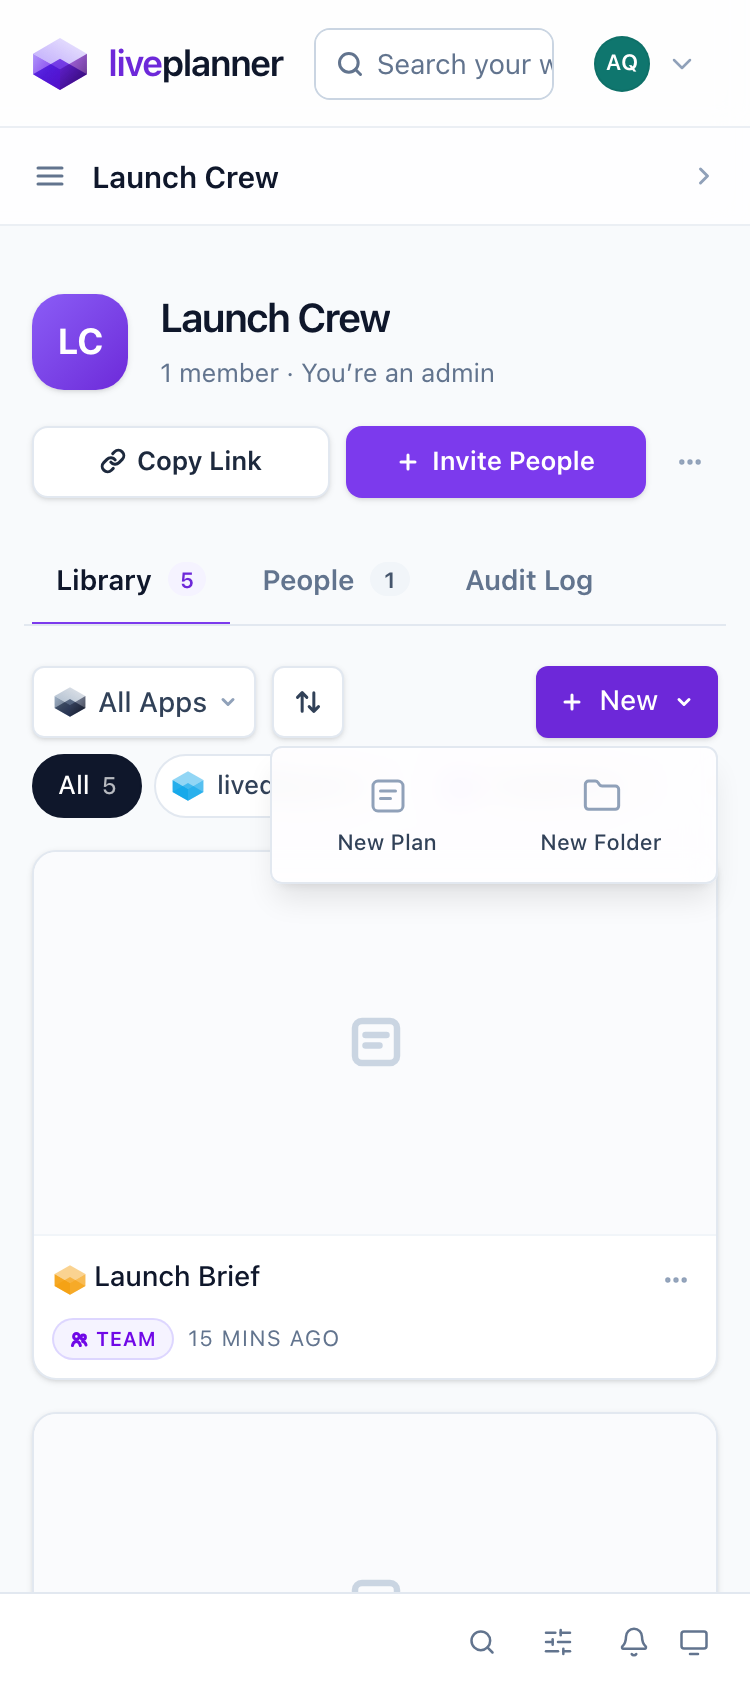 liveplanner
Search your w
AQ
Launch Crew
LC
Launch Crew
1 member · You’re an admin
Copy Link
Invite People
Library 5
People 1
Audit Log
All Apps
New
All 5
New Plan
New Folder
Launch Brief
TEAM
15 MINS AGO